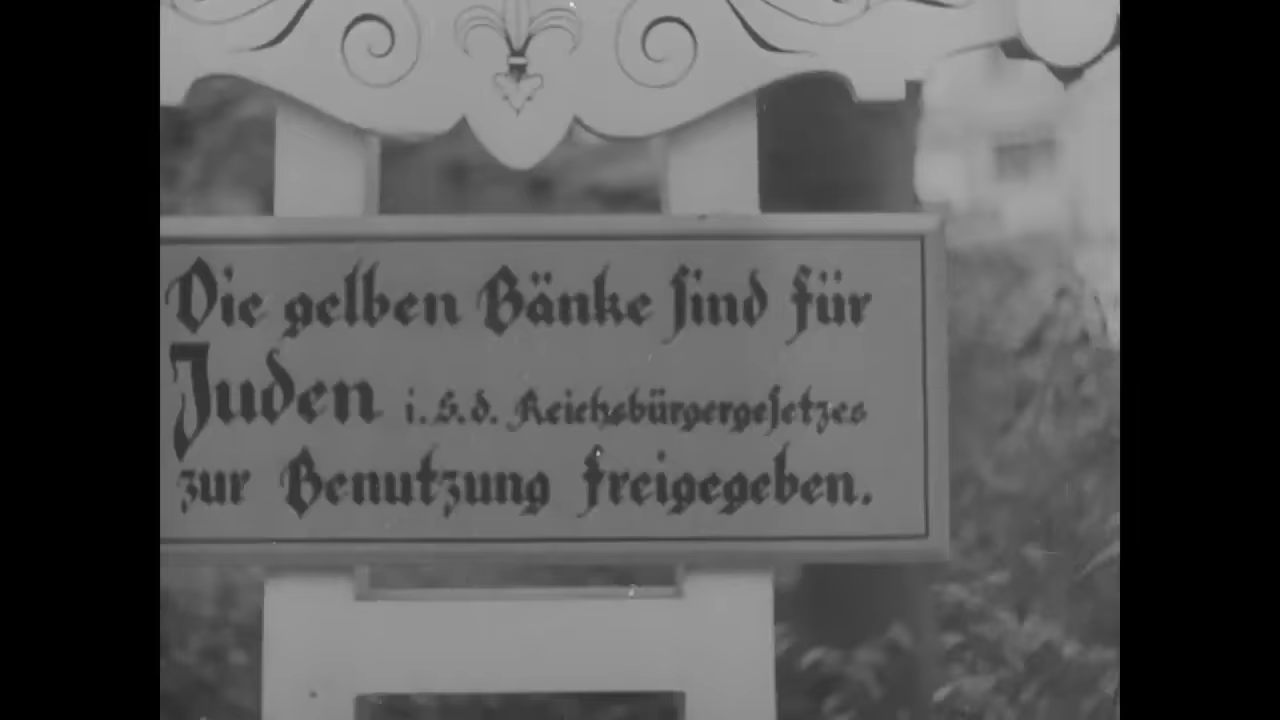 Die gelben Bänke sind für
Juden i. S. d. Reichsbürgergesetzes
zur Benutzung freigegeben.